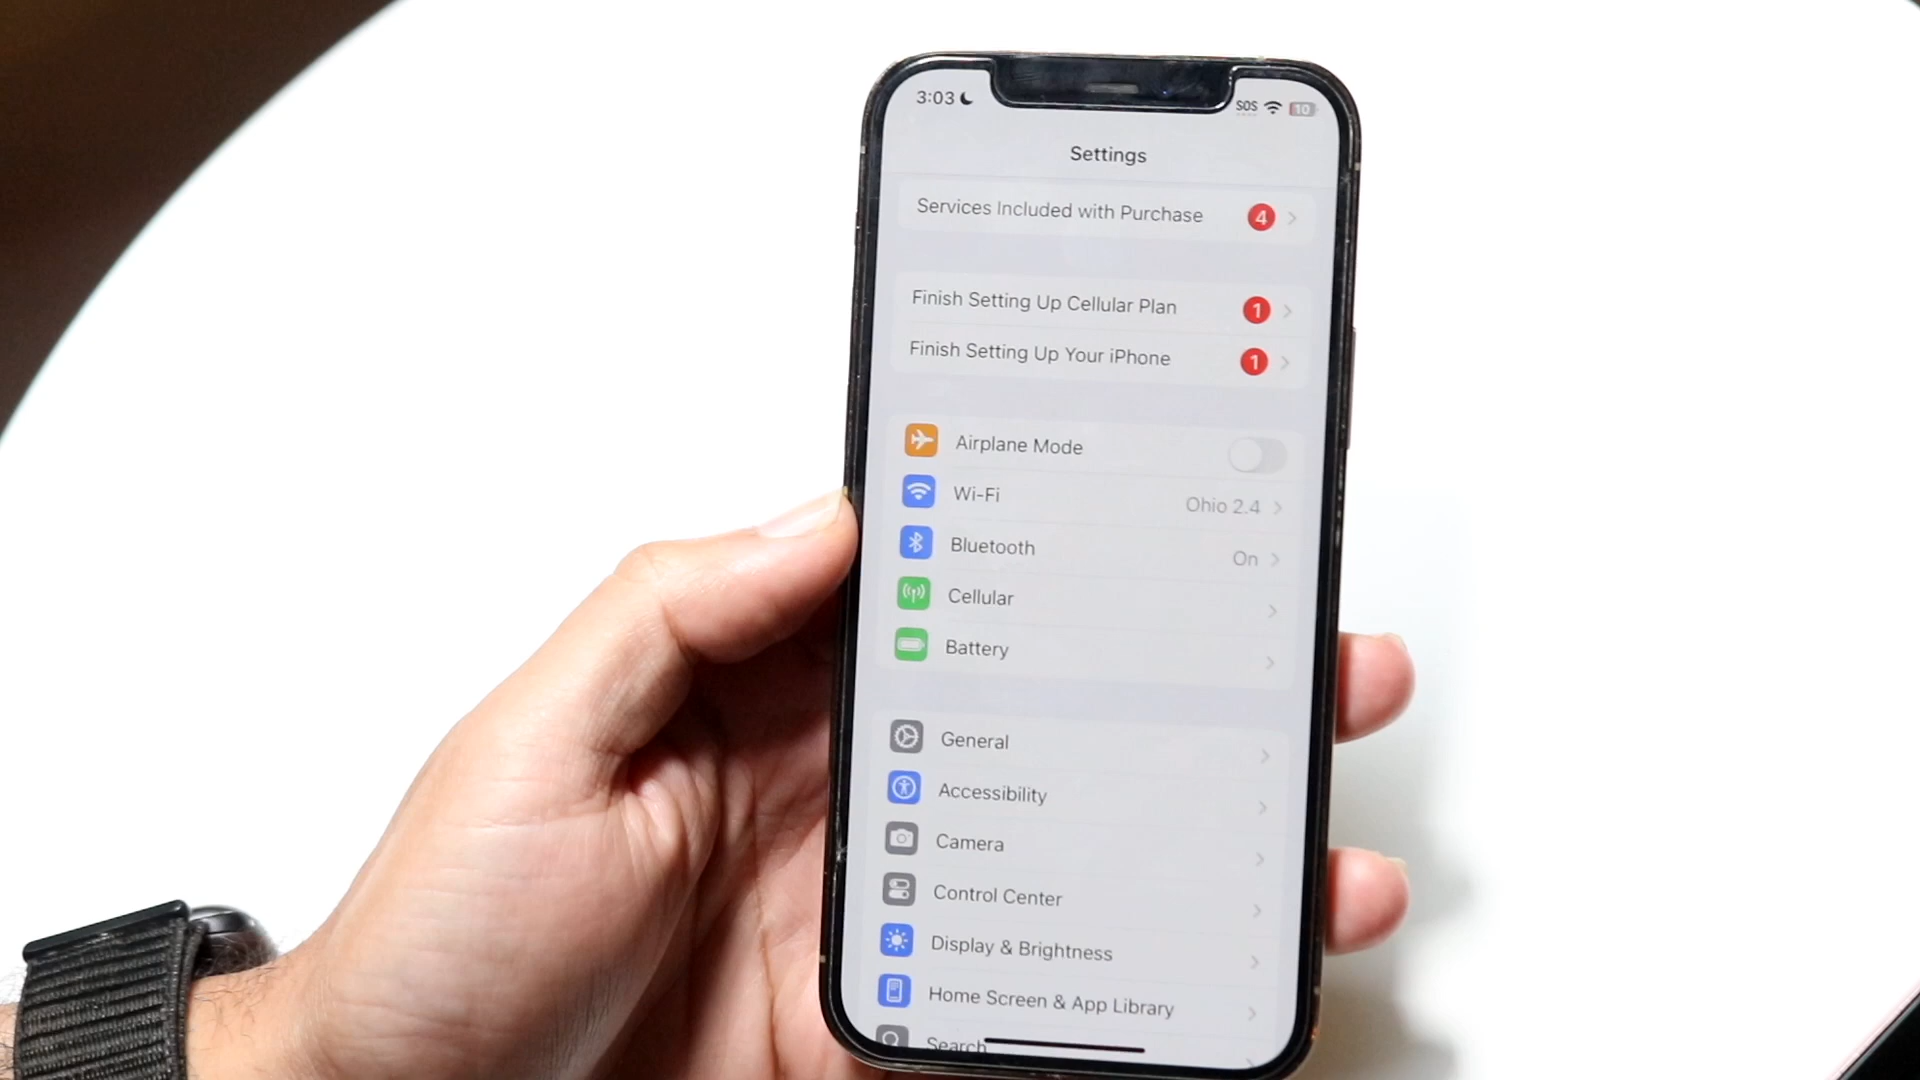 3:03 SOS 10
Settings
Services Included with Purchase 4
Finish Setting Up Cellular Plan 1
Finish Setting Up Your iPhone 1
Airplane Mode
Wi-Fi Ohio 2.4
Bluetooth On
Cellular
Battery
General
Accessibility
Camera
Control Center
Display & Brightness
Home Screen & App Library
Search